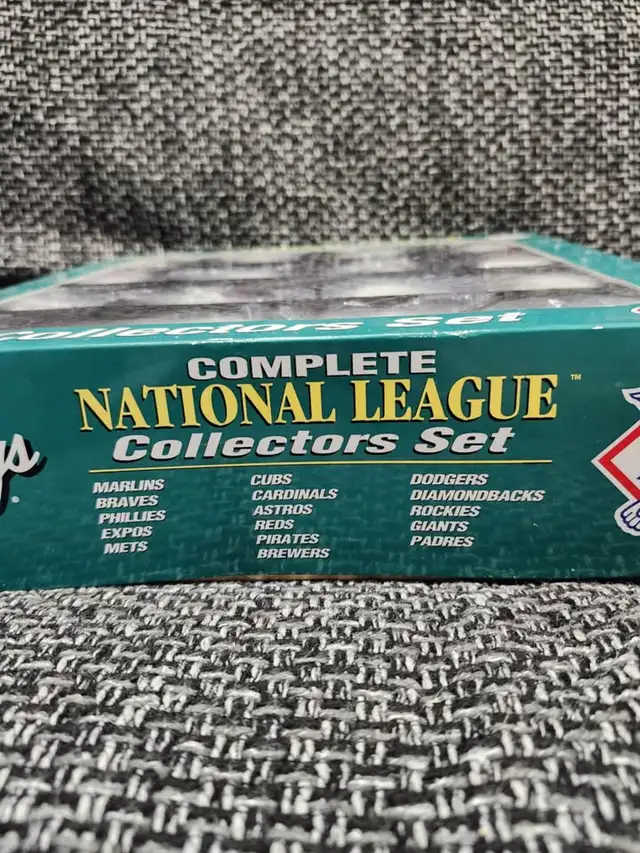 Collectors Set
COMPLETE
NATIONAL LEAGUE™
Collectors Set
MARLINS
BRAVES
PHILLIES
EXPOS
METS
CUBS
CARDINALS
ASTROS
REDS
PIRATES
BREWERS
DODGERS
DIAMONDBACKS
ROCKIES
GIANTS
PADRES